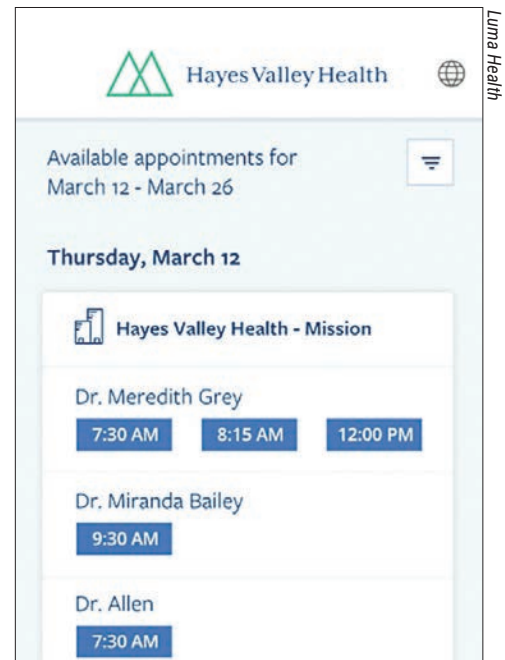 Hayes Valley Health
Available appointments for
March 12 - March 26
Thursday, March 12
Hayes Valley Health - Mission
Dr. Meredith Grey
7:30 AM 8:15 AM 12:00 PM
Dr. Miranda Bailey
9:30 AM
Dr. Allen
7:30 AM
Luma Health